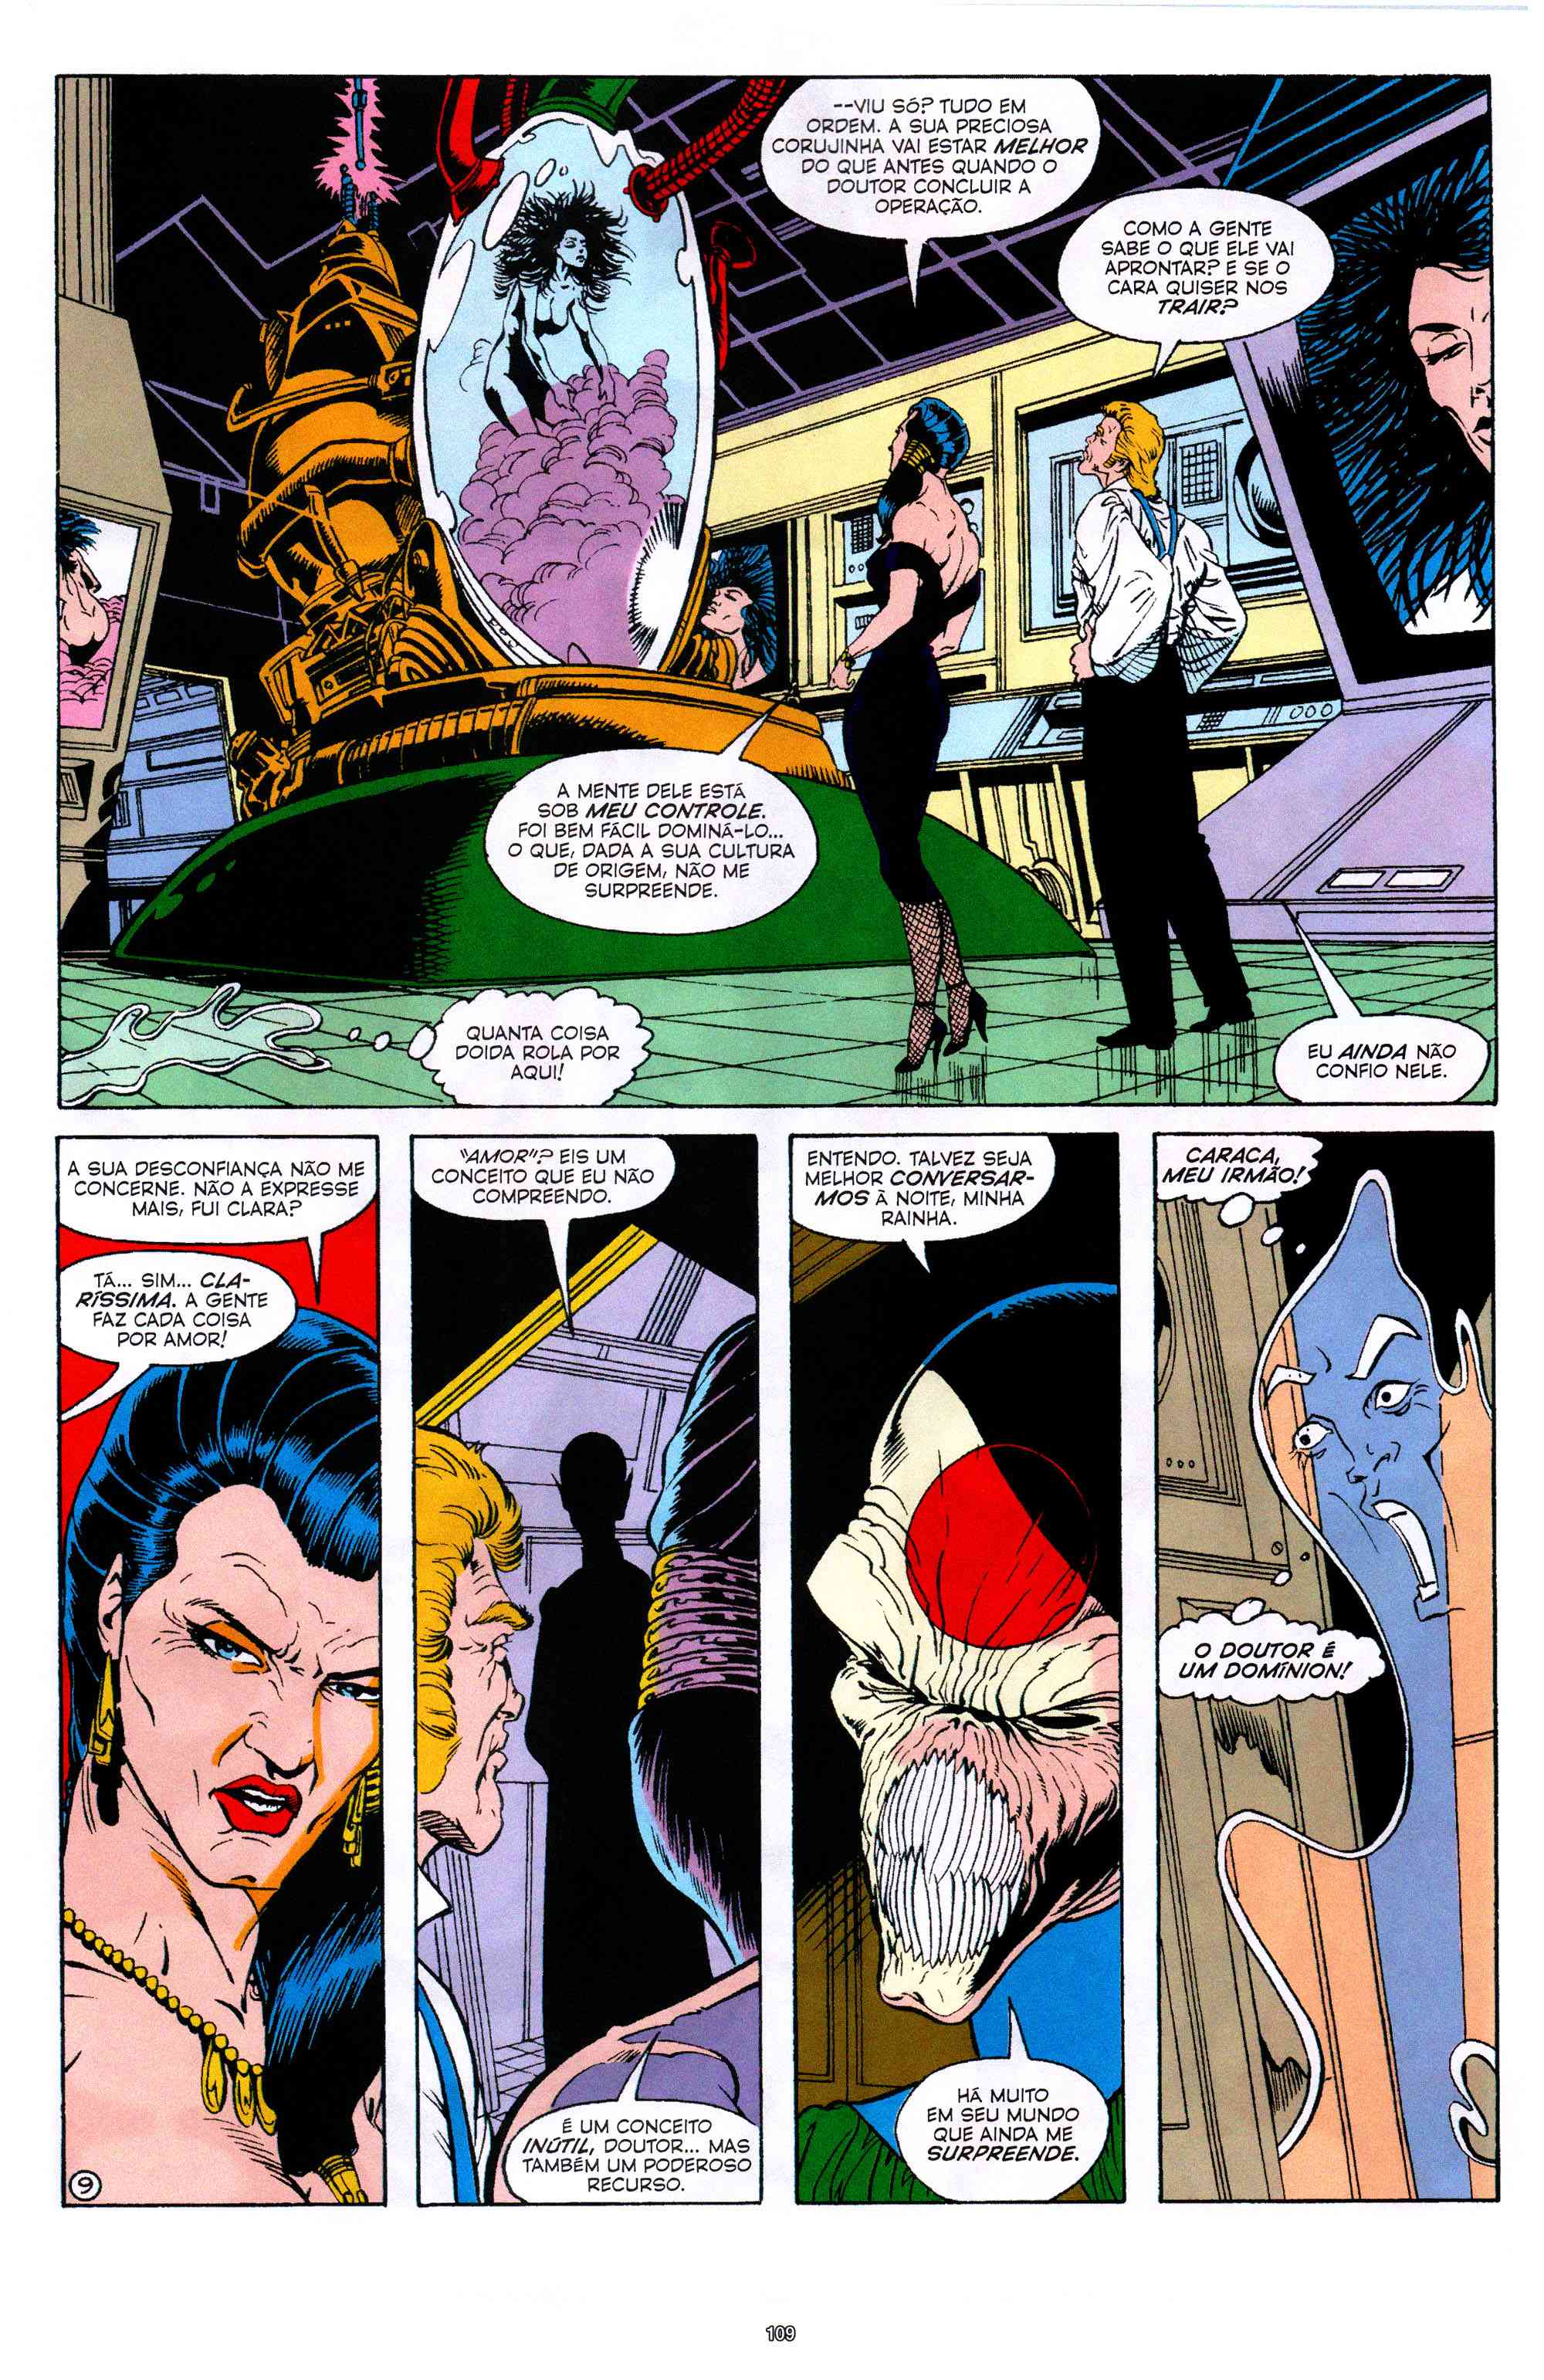 --VIU SÓ? TUDO EM
ORDEM. A SUA PRECIOSA
CORUJINHA VAI ESTAR MELHOR
DO QUE ANTES QUANDO O
DOUTOR CONCLUIR A
OPERAÇÃO.
COMO A GENTE
SABE O QUE ELE VAI
APRONTAR? E SE O
CARA QUISER NOS
TRAIR?
A MENTE DELE ESTÁ
SOB MEU CONTROLE.
FOI BEM FÁCIL DOMINÁ-LO...
O QUE, DADA A SUA CULTURA
DE ORIGEM, NÃO ME
SURPREENDE.
QUANTA COISA
DOIDA ROLA POR
AQUI!
EU AINDA NÃO
CONFIO NELE.
A SUA DESCONFIANÇA NÃO ME
CONCERNE. NÃO A EXPRESSE
MAIS, FUI CLARA?
TÁ... SIM... CLA-
RÍSSIMA. A GENTE
FAZ CADA COISA
POR AMOR!
9
"AMOR"? EIS UM
CONCEITO QUE EU NÃO
COMPREENDO.
É UM CONCEITO
INÚTIL, DOUTOR... MAS
TAMBÉM UM PODEROSO
RECURSO.
ENTENDO. TALVEZ SEJA
MELHOR CONVERSAR-
MOS À NOITE, MINHA
RAINHA.
HÁ MUITO
EM SEU MUNDO
QUE AINDA ME
SURPREENDE.
CARACA,
MEU IRMÃO!
O DOUTOR É
UM DOMÍNION!
109